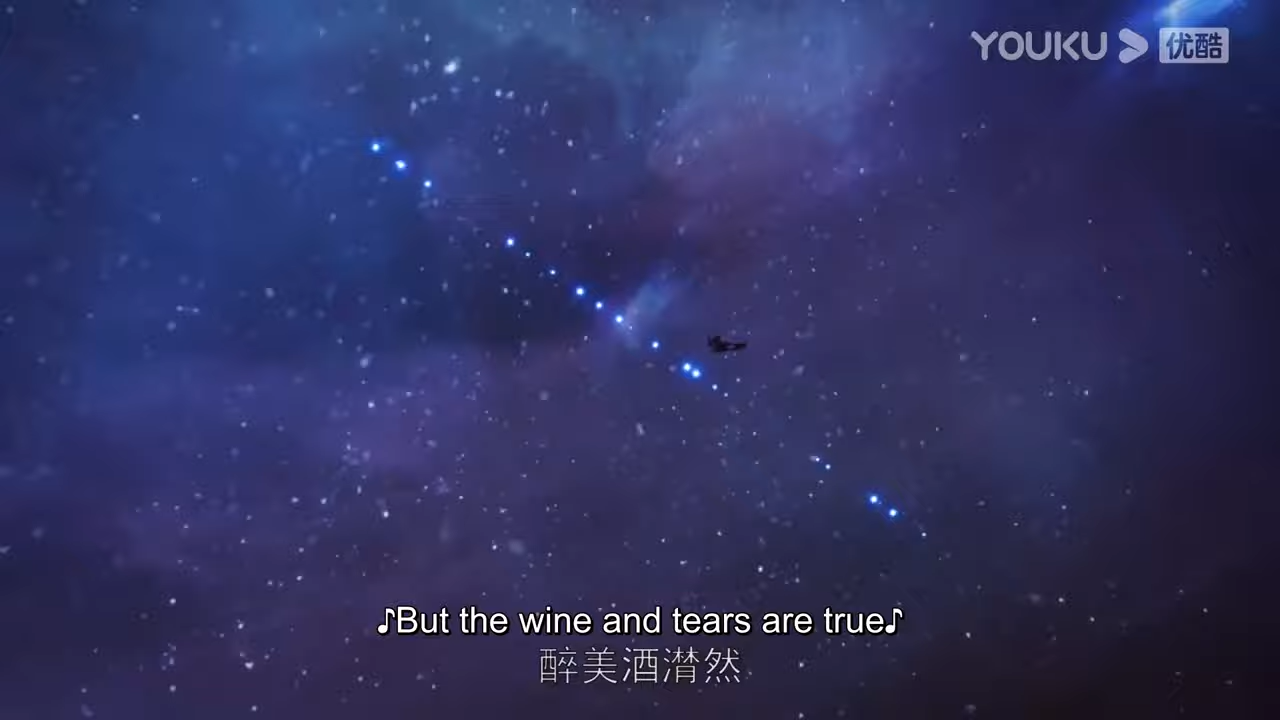 YOUKU 优酷
♪But the wine and tears are true♪
醉美酒潸然